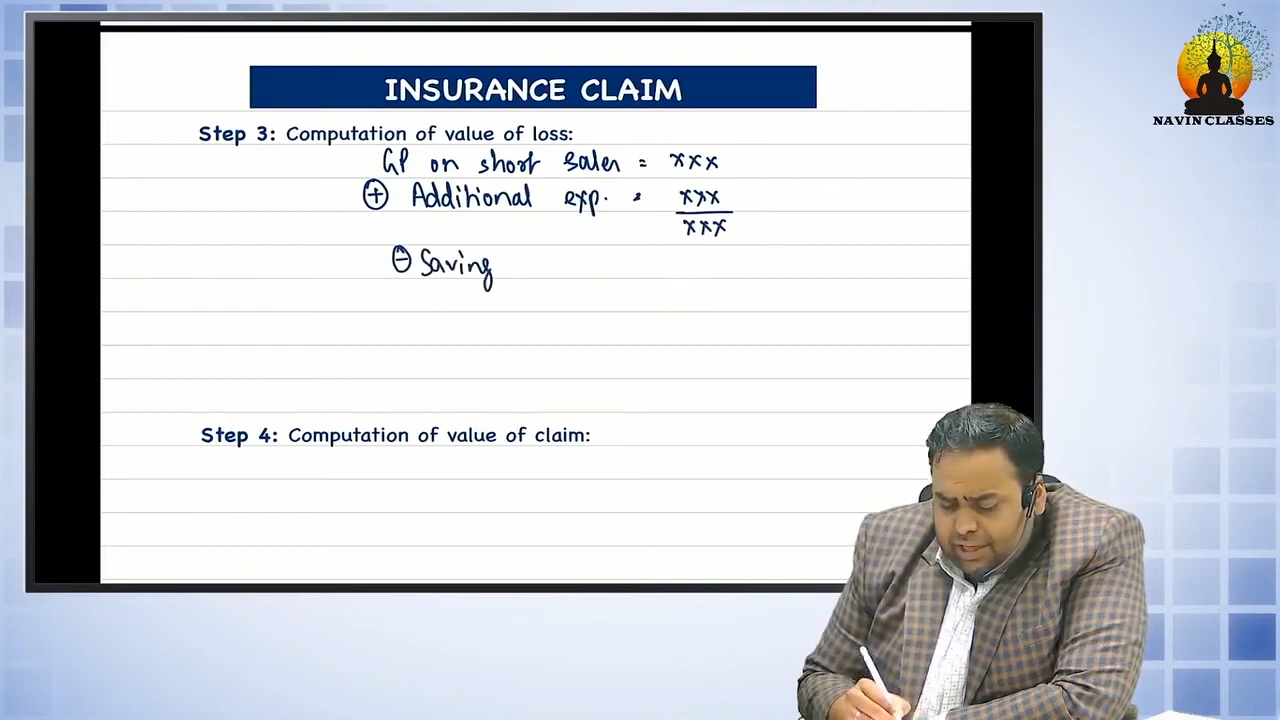 INSURANCE CLAIM
NAVIN CLASSES
Step 3: Computation of value of loss:
GP on short sales = xxx
⊕ Additional exp. = xxx
xxx
⊖ Saving
Step 4: Computation of value of claim: